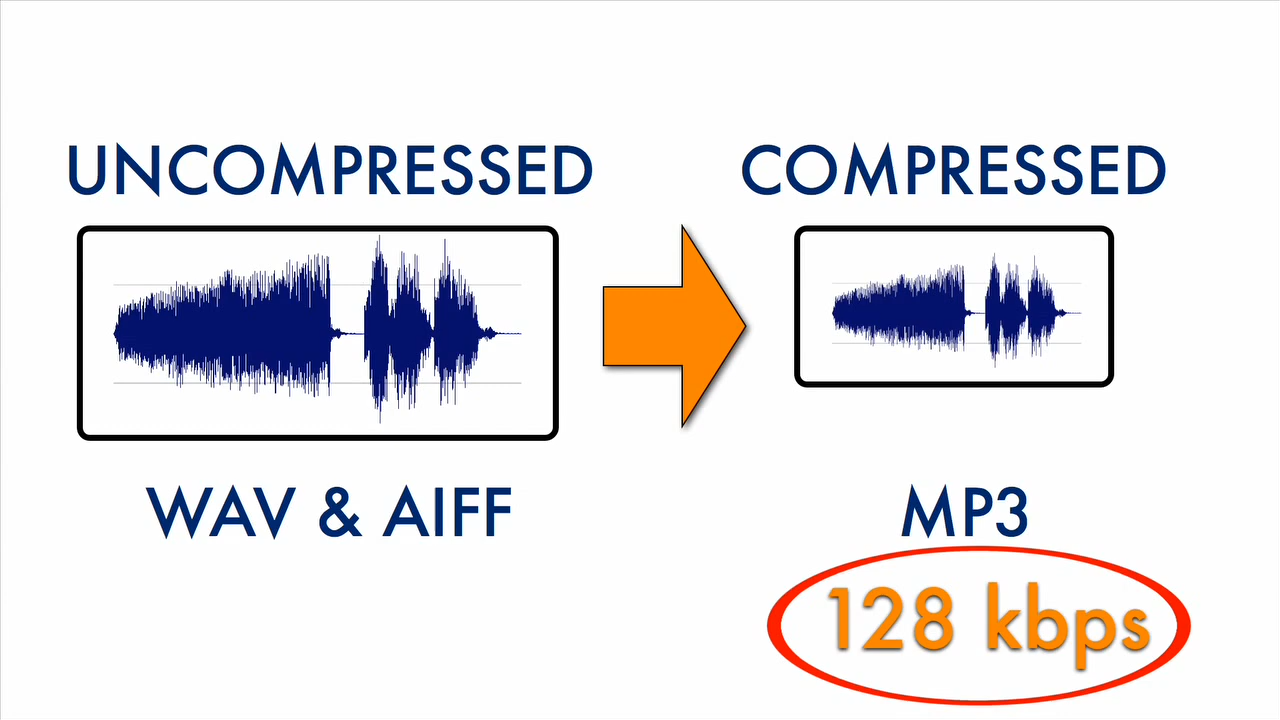 UNCOMPRESSED
COMPRESSED
WAV & AIFF
MP3
128 kbps